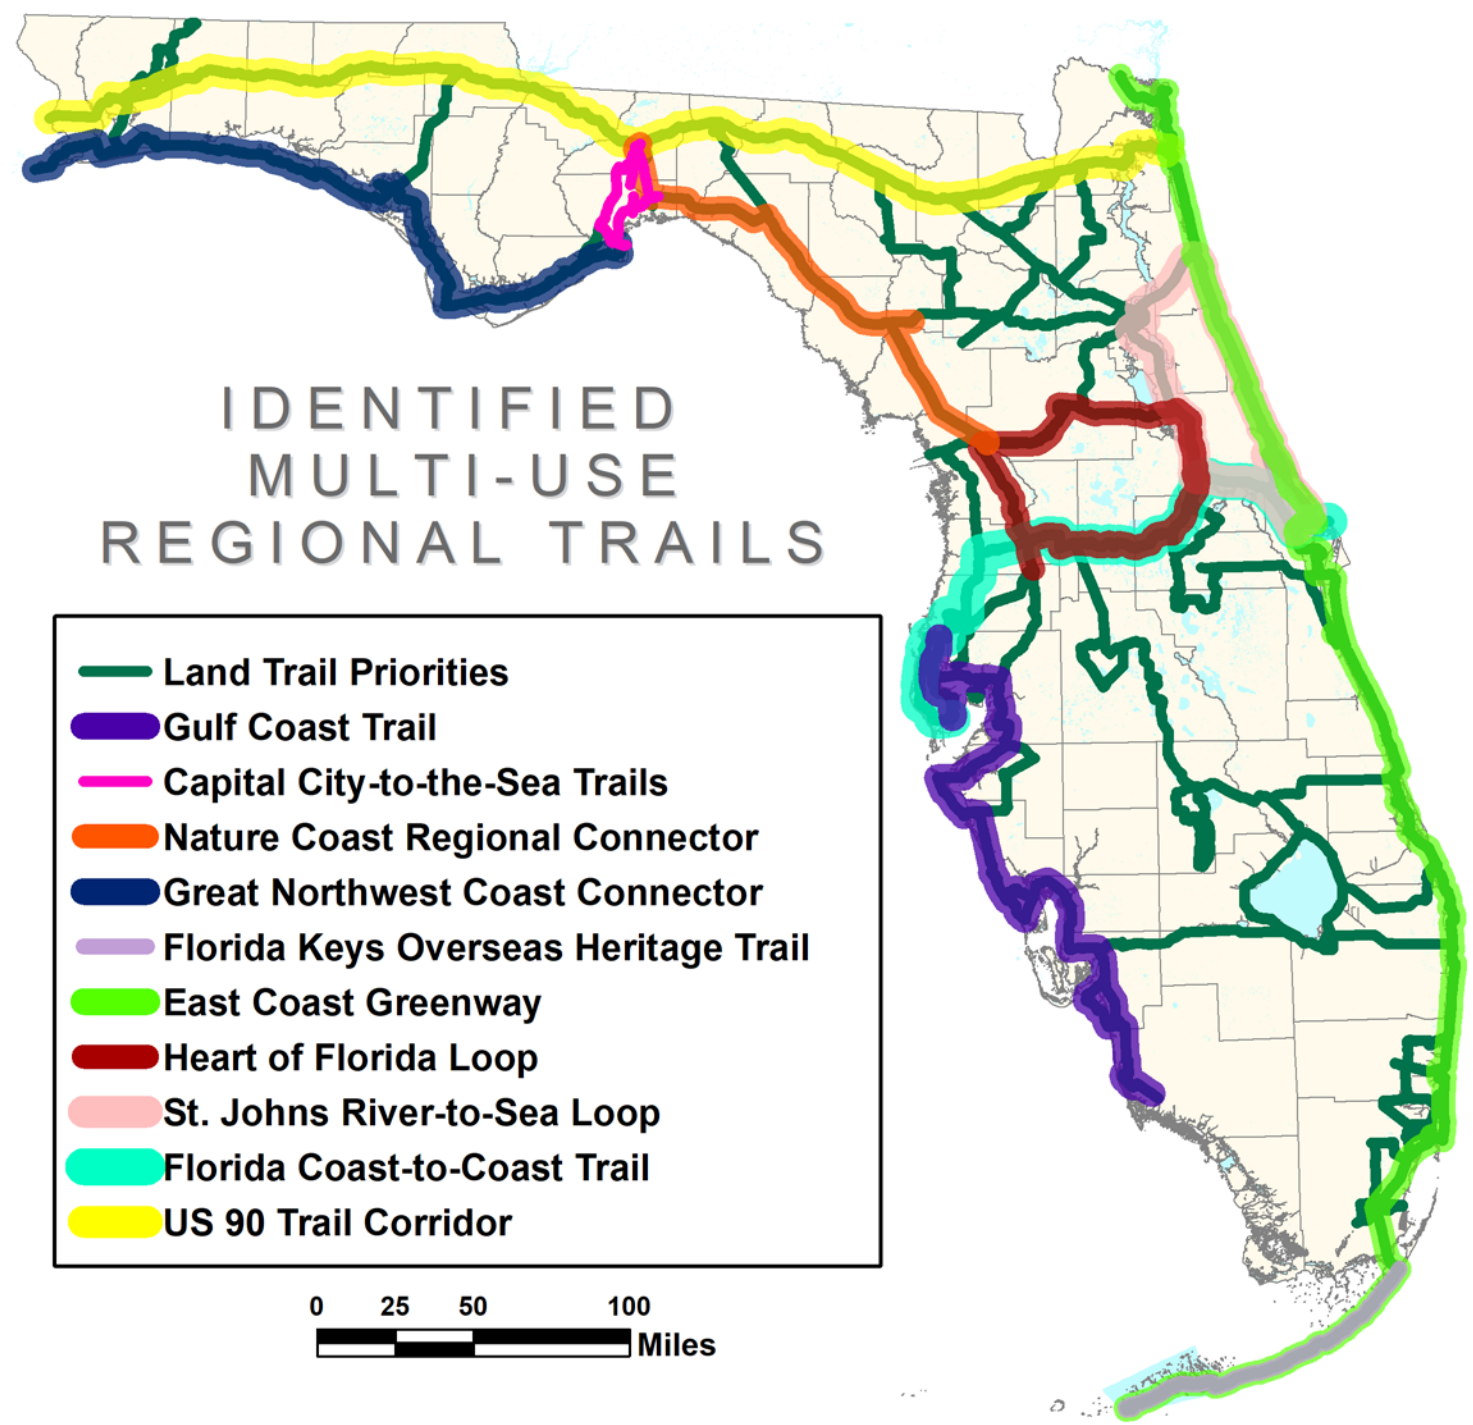 IDENTIFIED
MULTI-USE
REGIONAL TRAILS
Land Trail Priorities
Gulf Coast Trail
Capital City-to-the-Sea Trails
Nature Coast Regional Connector
Great Northwest Coast Connector
Florida Keys Overseas Heritage Trail
East Coast Greenway
Heart of Florida Loop
St. Johns River-to-Sea Loop
Florida Coast-to-Coast Trail
US 90 Trail Corridor
0 25 50 100
Miles